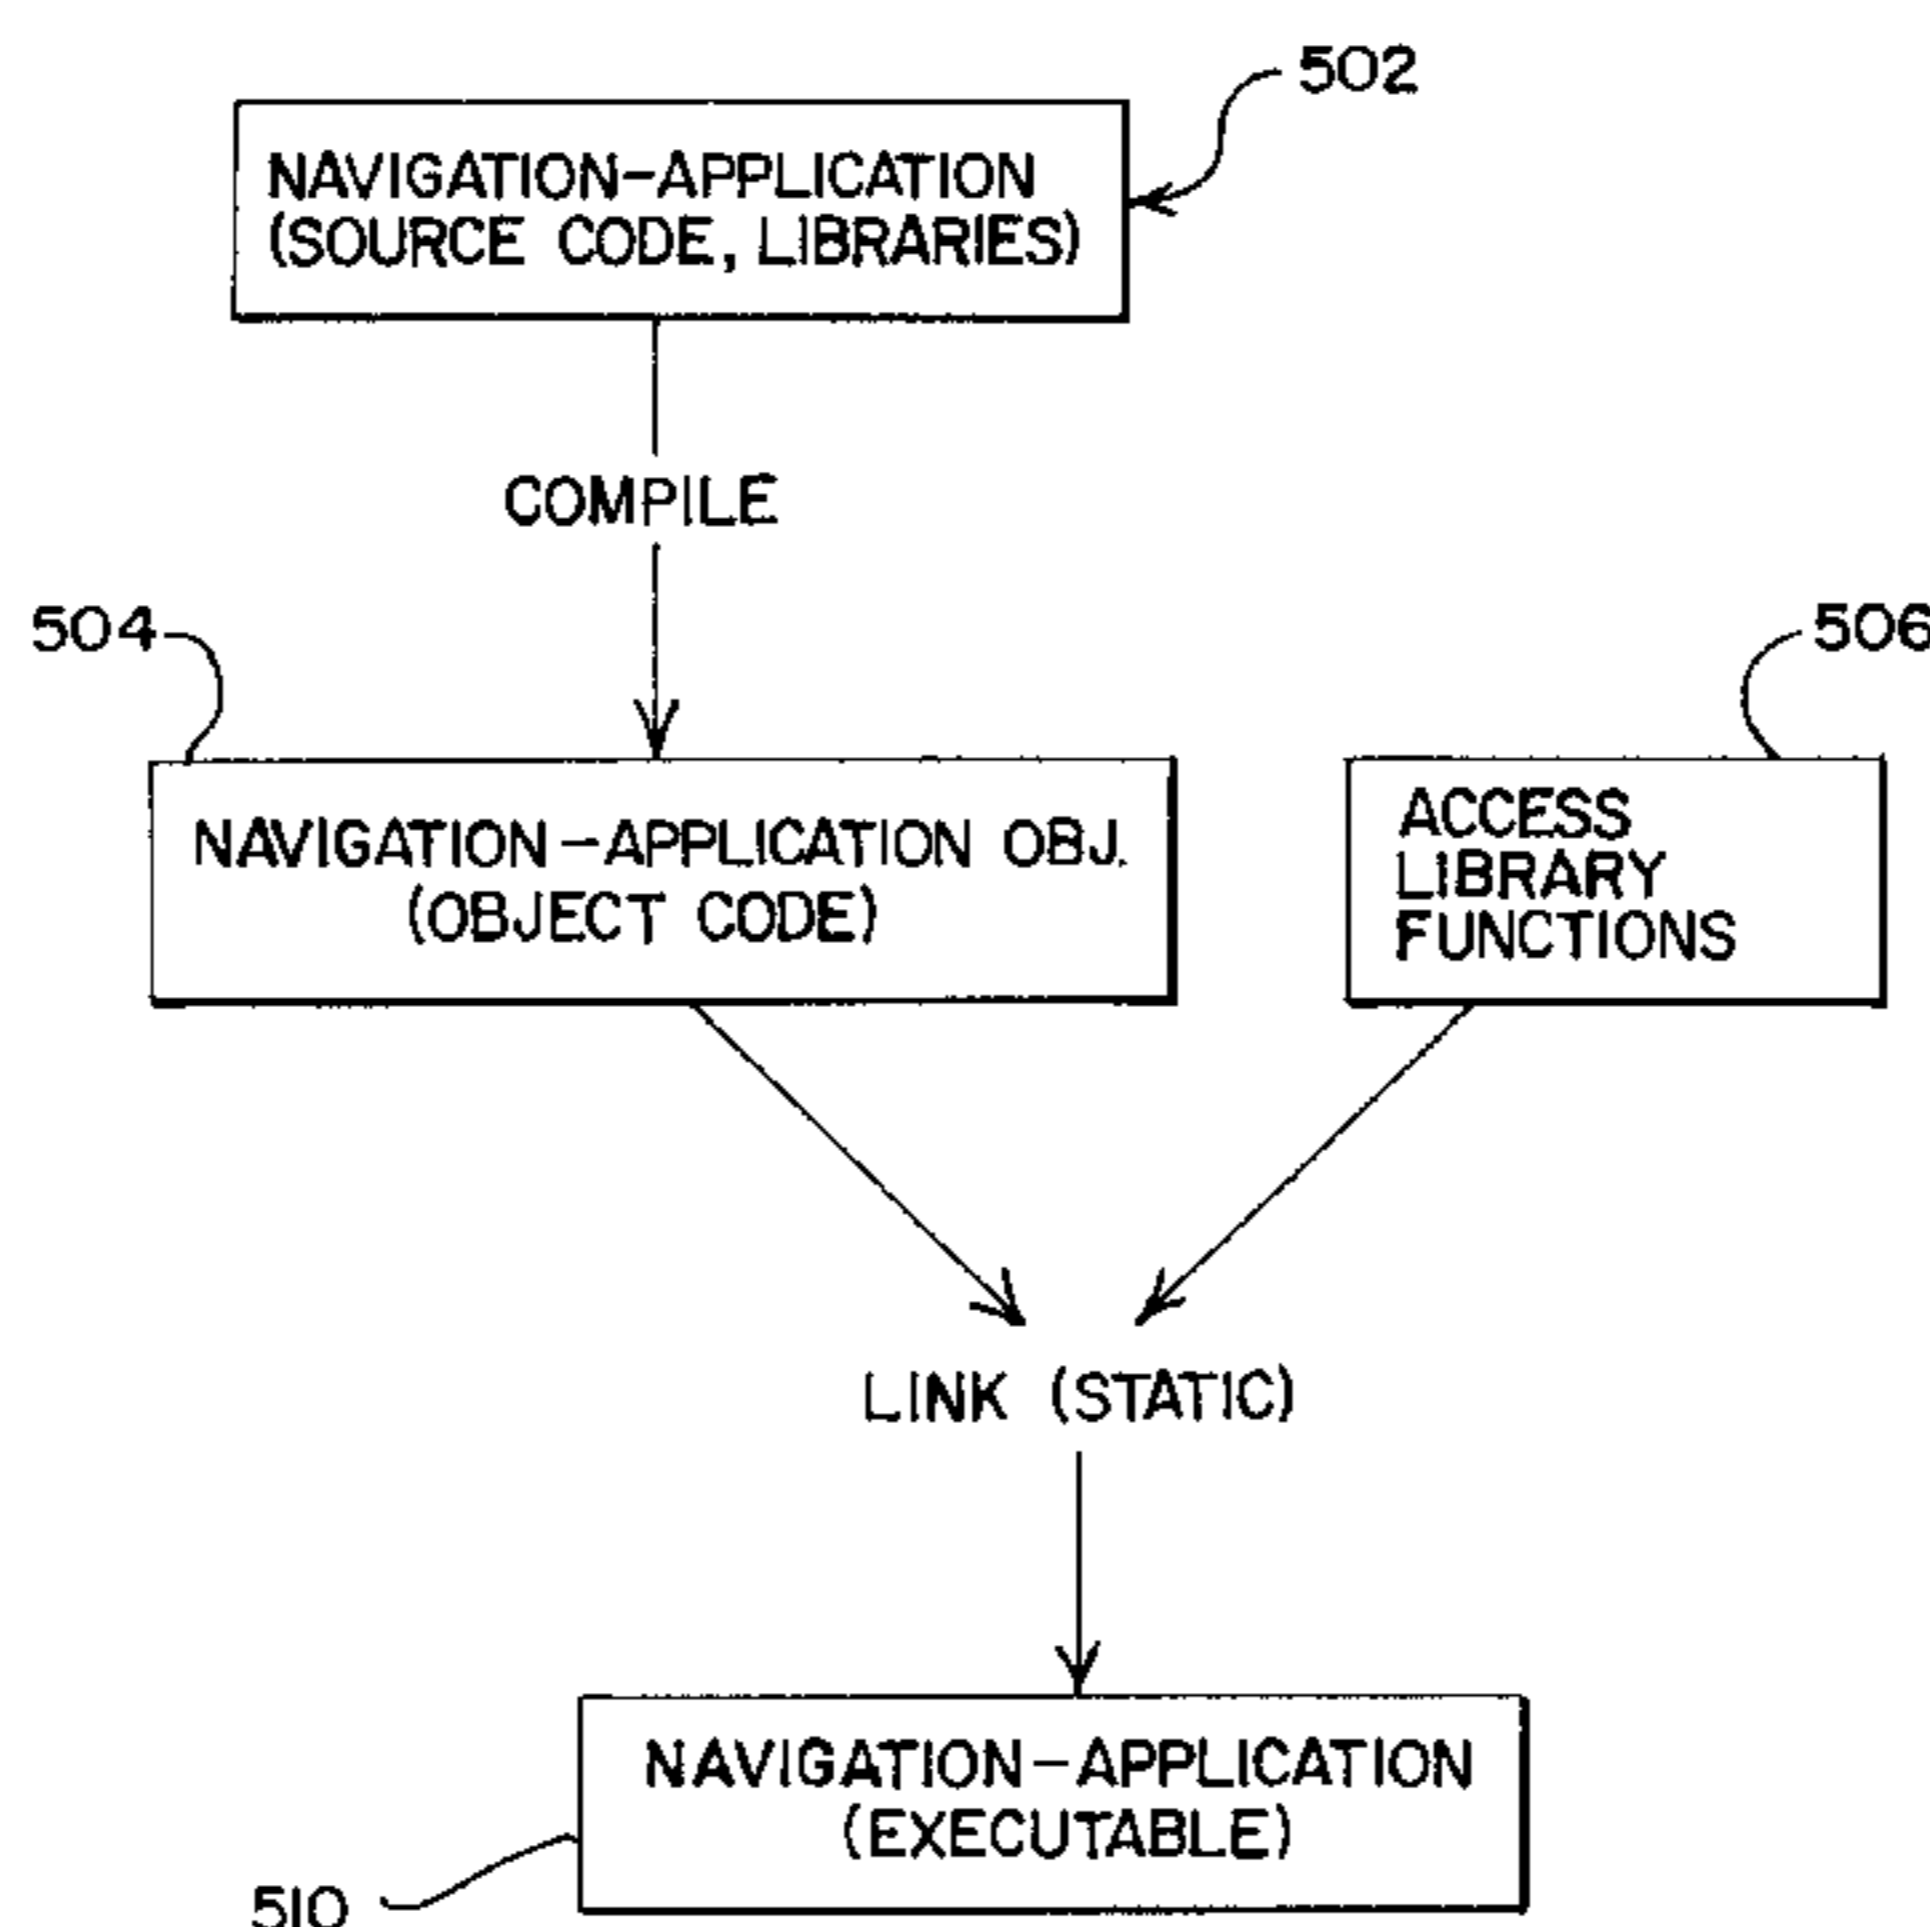 502
NAVIGATION-APPLICATION
(SOURCE CODE, LIBRARIES)
COMPILE
504
506
NAVIGATION-APPLICATION OBJ.
(OBJECT CODE)
ACCESS
LIBRARY
FUNCTIONS
LINK (STATIC)
NAVIGATION-APPLICATION
(EXECUTABLE)
510